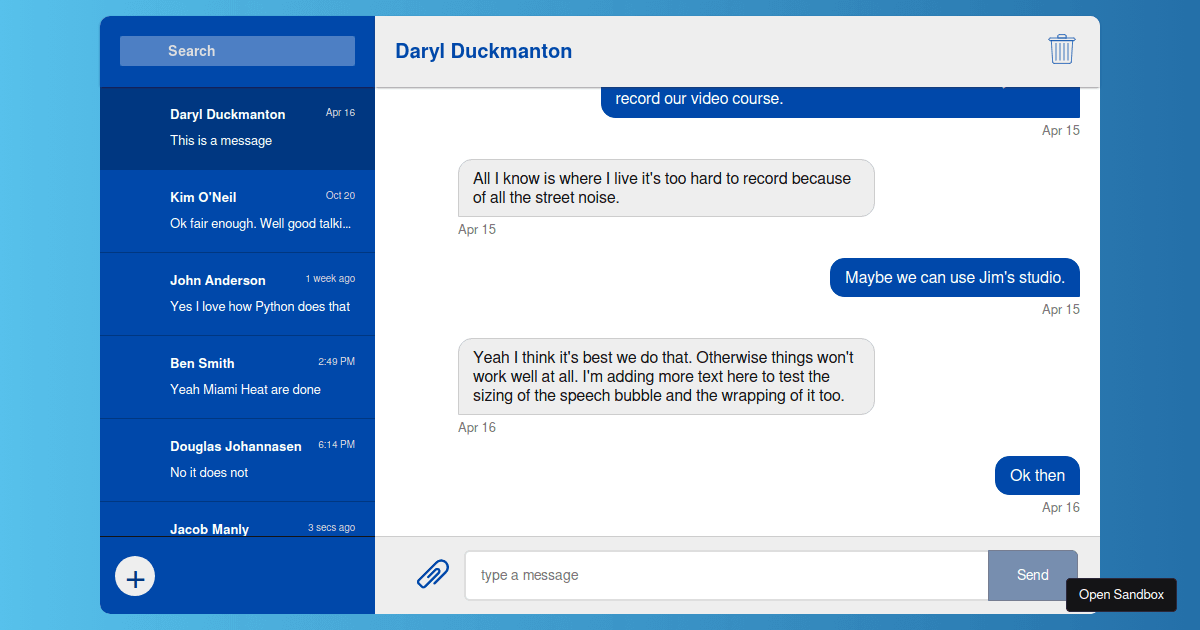 Search
Daryl Duckmanton
Daryl Duckmanton Apr 16
This is a message
Kim O'Neil Oct 20
Ok fair enough. Well good talki...
John Anderson 1 week ago
Yes I love how Python does that
Ben Smith 2:49 PM
Yeah Miami Heat are done
Douglas Johannasen 6:14 PM
No it does not
Jacob Manly 3 secs ago
+
record our video course.
Apr 15
All I know is where I live it's too hard to record because
of all the street noise.
Apr 15
Maybe we can use Jim's studio.
Apr 15
Yeah I think it's best we do that. Otherwise things won't
work well at all. I'm adding more text here to test the
sizing of the speech bubble and the wrapping of it too.
Apr 16
Ok then
Apr 16
type a message
Send
Open Sandbox